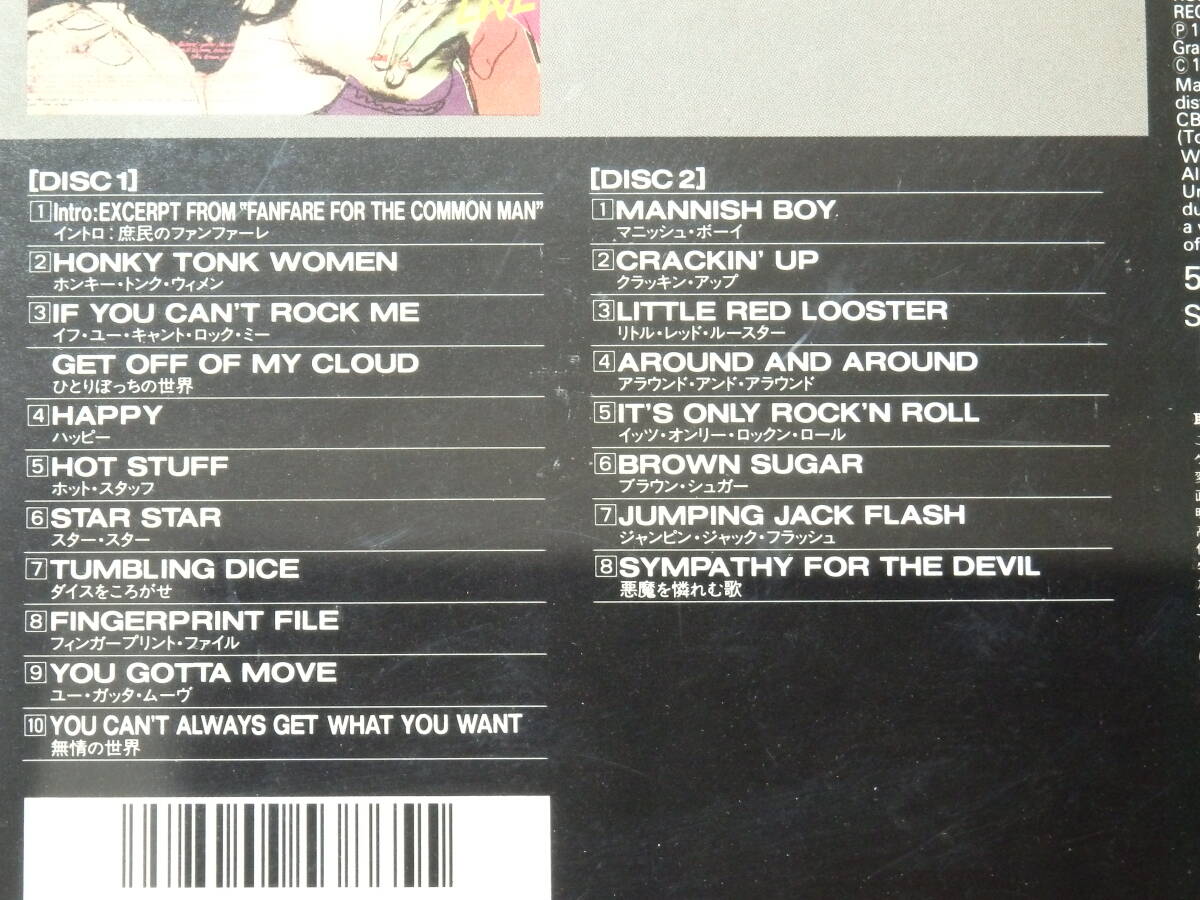 LIVE
[DISC 1]
1 Intro:EXCERPT FROM "FANFARE FOR THE COMMON MAN"
イントロ:庶民のファンファーレ
2 HONKY TONK WOMEN
ホンキー・トンク・ウィメン
3 IF YOU CAN'T ROCK ME
イフ・ユー・キャント・ロック・ミー
GET OFF OF MY CLOUD
ひとりぼっちの世界
4 HAPPY
ハッピー
5 HOT STUFF
ホット・スタッフ
6 STAR STAR
スター・スター
7 TUMBLING DICE
ダイスをころがせ
8 FINGERPRINT FILE
フィンガープリント・ファイル
9 YOU GOTTA MOVE
ユー・ガッタ・ムーヴ
10 YOU CAN'T ALWAYS GET WHAT YOU WANT
無情の世界
[DISC 2]
1 MANNISH BOY
マニッシュ・ボーイ
2 CRACKIN' UP
クラッキン・アップ
3 LITTLE RED LOOSTER
リトル・レッド・ルースター
4 AROUND AND AROUND
アラウンド・アンド・アラウンド
5 IT'S ONLY ROCK'N ROLL
イッツ・オンリー・ロックン・ロール
6 BROWN SUGAR
ブラウン・シュガー
7 JUMPING JACK FLASH
ジャンピン・ジャック・フラッシュ
8 SYMPATHY FOR THE DEVIL
悪魔を憐れむ歌
REC
Ⓟ 1
Gra
Ⓒ 1
Ma
dis
CB
(To
W
Al
Un
du
a
of
5
S